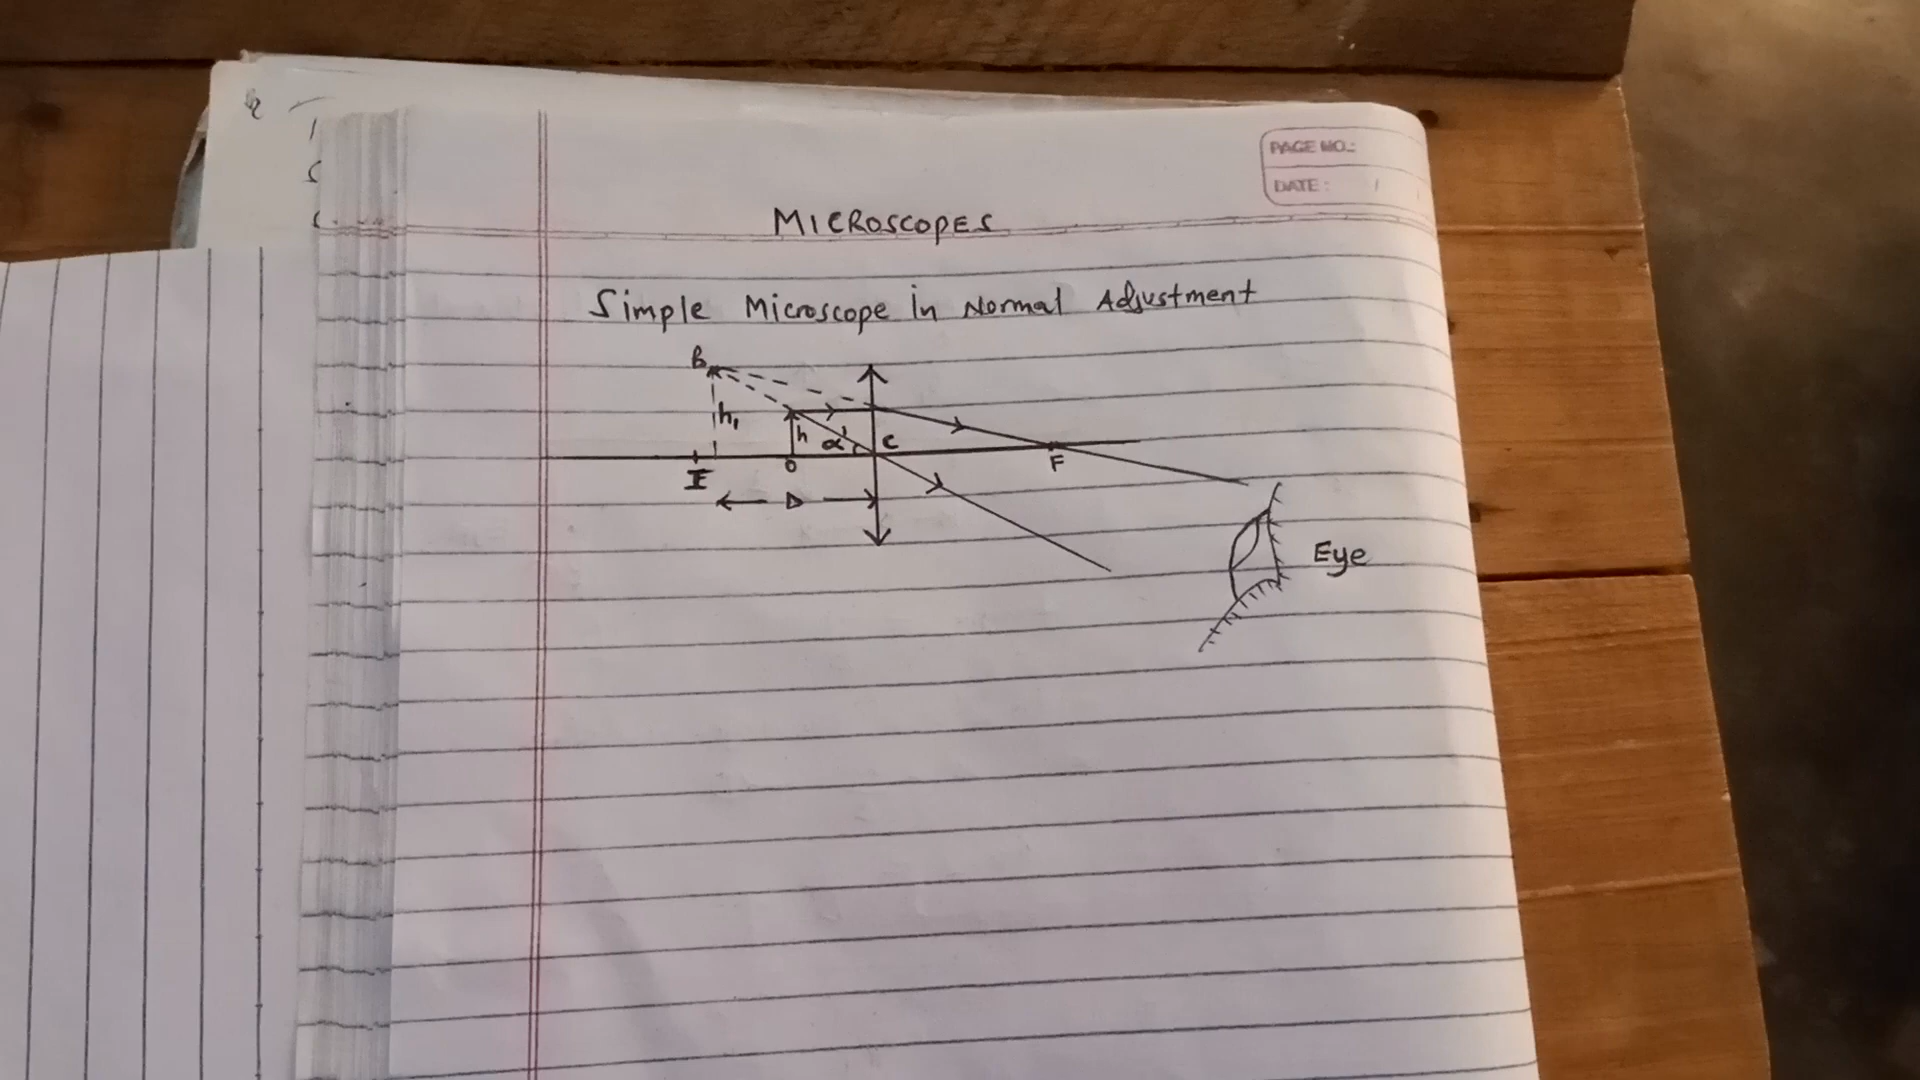 PAGE NO.:
DATE: / /
MICROSCOPES
Simple Microscope in Normal Adjustment
B
h₁
h α' C
I O F
D
Eye